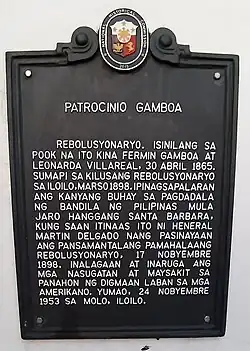 PATROCINIO GAMBOA
REBOLUSYONARYO. ISINILANG SA
POOK NA ITO KINA FERMIN GAMBOA AT
LEONARDA VILLAREAL, 30 ABRIL 1865.
SUMAPI SA KILUSANG REBOLUSYONARYO
SA ILOILO, MARSO 1898. IPINAGSAPALARAN
ANG KANYANG BUHAY SA PAGDADALA
NG BANDILA NG PILIPINAS MULA
JARO HANGGANG SANTA BARBARA,
KUNG SAAN ITINAAS ITO NI HENERAL
MARTIN DELGADO NANG PASINAYAAN
ANG PANSAMANTALANG PAMAHALAANG
REBOLUSYONARYO, 17 NOBYEMBRE
1898. INALAGAAN AT INARUGA ANG
MGA NASUGATAN AT MAYSAKIT SA
PANAHON NG DIGMAAN LABAN SA MGA
AMERIKANO. YUMAO, 24 NOBYEMBRE
1953 SA MOLO, ILOILO.